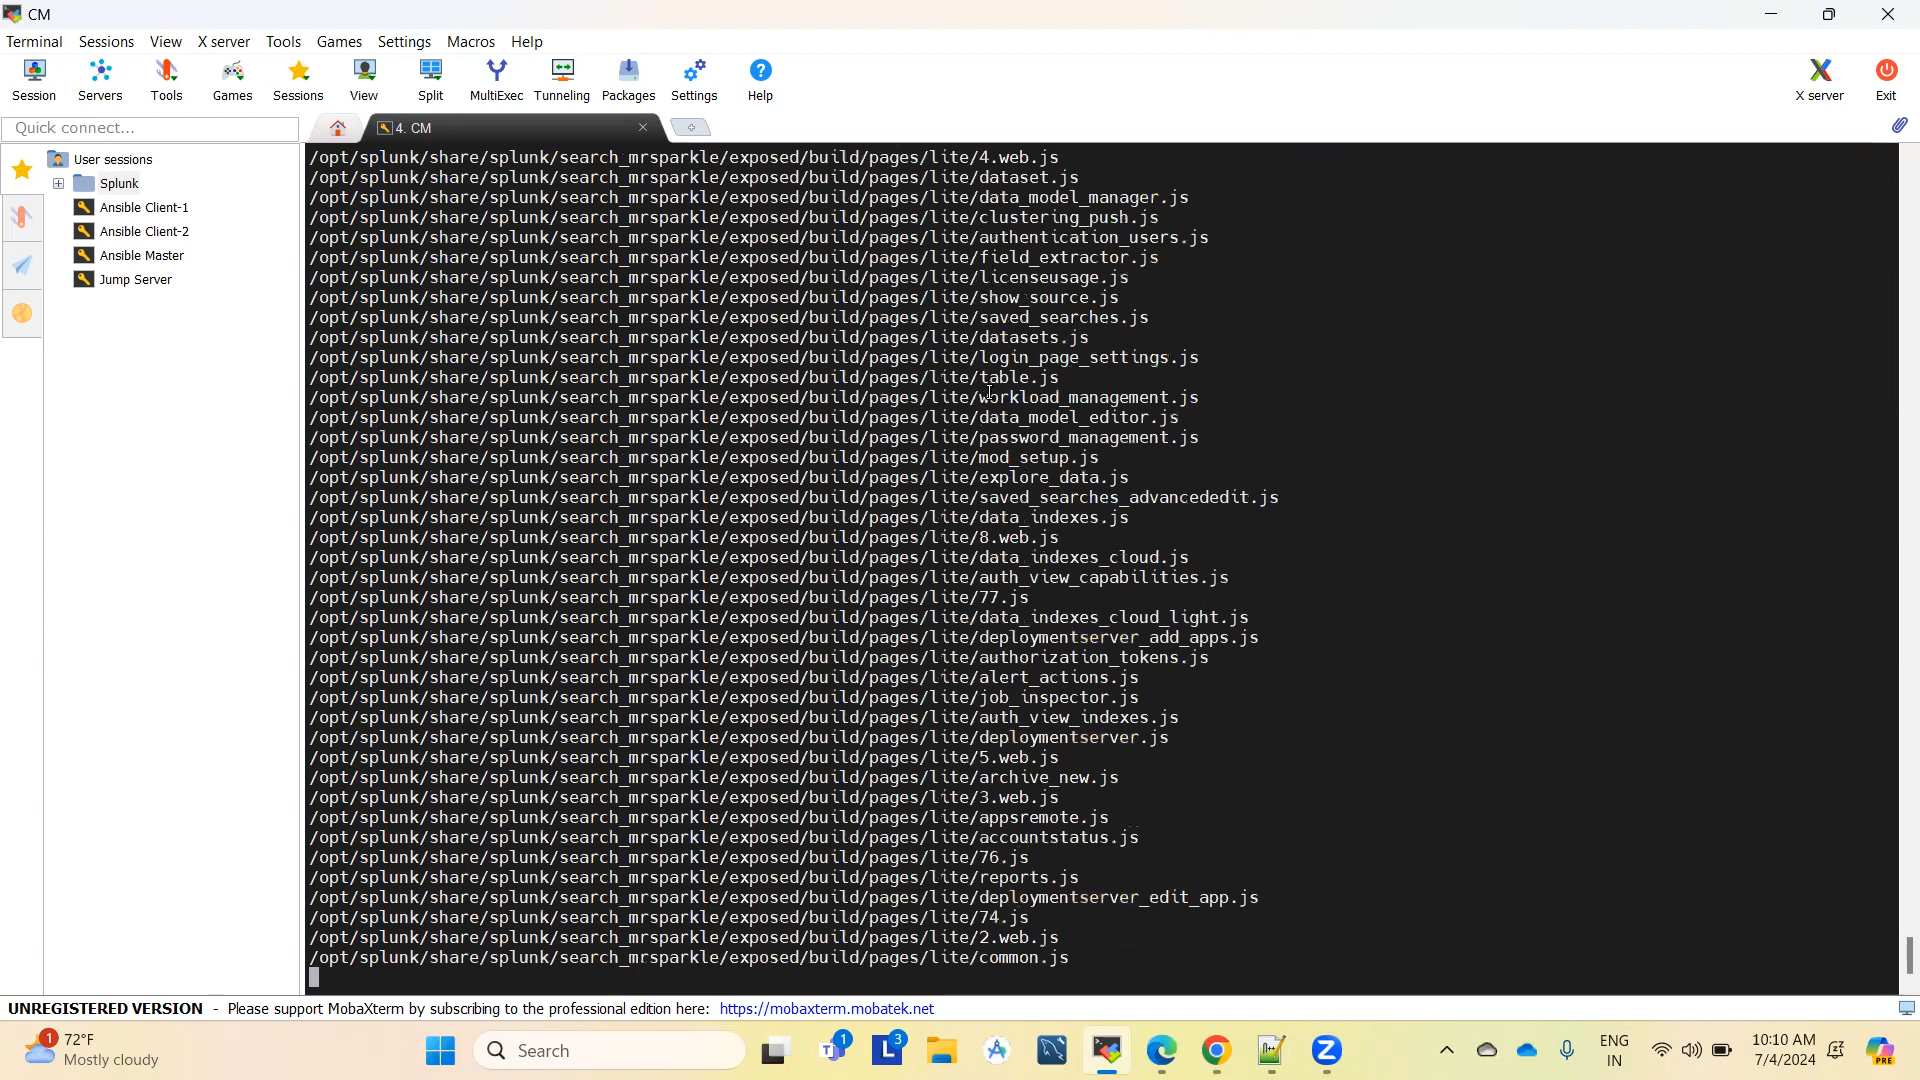 CM
Terminal Sessions View X server Tools Games Settings Macros Help
Session Servers Tools Games Sessions View Split MultiExec Tunneling Packages Settings Help X server Exit
Quick connect...
4. CM
User sessions
Splunk
Ansible Client-1
Ansible Client-2
Ansible Master
Jump Server
/opt/splunk/share/splunk/search_mrsparkle/exposed/build/pages/lite/4.web.js
/opt/splunk/share/splunk/search_mrsparkle/exposed/build/pages/lite/dataset.js
/opt/splunk/share/splunk/search_mrsparkle/exposed/build/pages/lite/data_model_manager.js
/opt/splunk/share/splunk/search_mrsparkle/exposed/build/pages/lite/clustering_push.js
/opt/splunk/share/splunk/search_mrsparkle/exposed/build/pages/lite/authentication_users.js
/opt/splunk/share/splunk/search_mrsparkle/exposed/build/pages/lite/field_extractor.js
/opt/splunk/share/splunk/search_mrsparkle/exposed/build/pages/lite/licenseusage.js
/opt/splunk/share/splunk/search_mrsparkle/exposed/build/pages/lite/show_source.js
/opt/splunk/share/splunk/search_mrsparkle/exposed/build/pages/lite/saved_searches.js
/opt/splunk/share/splunk/search_mrsparkle/exposed/build/pages/lite/datasets.js
/opt/splunk/share/splunk/search_mrsparkle/exposed/build/pages/lite/login_page_settings.js
/opt/splunk/share/splunk/search_mrsparkle/exposed/build/pages/lite/table.js
/opt/splunk/share/splunk/search_mrsparkle/exposed/build/pages/lite/workload_management.js
/opt/splunk/share/splunk/search_mrsparkle/exposed/build/pages/lite/data_model_editor.js
/opt/splunk/share/splunk/search_mrsparkle/exposed/build/pages/lite/password_management.js
/opt/splunk/share/splunk/search_mrsparkle/exposed/build/pages/lite/mod_setup.js
/opt/splunk/share/splunk/search_mrsparkle/exposed/build/pages/lite/explore_data.js
/opt/splunk/share/splunk/search_mrsparkle/exposed/build/pages/lite/saved_searches_advancededit.js
/opt/splunk/share/splunk/search_mrsparkle/exposed/build/pages/lite/data_indexes.js
/opt/splunk/share/splunk/search_mrsparkle/exposed/build/pages/lite/8.web.js
/opt/splunk/share/splunk/search_mrsparkle/exposed/build/pages/lite/data_indexes_cloud.js
/opt/splunk/share/splunk/search_mrsparkle/exposed/build/pages/lite/auth_view_capabilities.js
/opt/splunk/share/splunk/search_mrsparkle/exposed/build/pages/lite/77.js
/opt/splunk/share/splunk/search_mrsparkle/exposed/build/pages/lite/data_indexes_cloud_light.js
/opt/splunk/share/splunk/search_mrsparkle/exposed/build/pages/lite/deploymentserver_add_apps.js
/opt/splunk/share/splunk/search_mrsparkle/exposed/build/pages/lite/authorization_tokens.js
/opt/splunk/share/splunk/search_mrsparkle/exposed/build/pages/lite/alert_actions.js
/opt/splunk/share/splunk/search_mrsparkle/exposed/build/pages/lite/job_inspector.js
/opt/splunk/share/splunk/search_mrsparkle/exposed/build/pages/lite/auth_view_indexes.js
/opt/splunk/share/splunk/search_mrsparkle/exposed/build/pages/lite/deploymentserver.js
/opt/splunk/share/splunk/search_mrsparkle/exposed/build/pages/lite/5.web.js
/opt/splunk/share/splunk/search_mrsparkle/exposed/build/pages/lite/archive_new.js
/opt/splunk/share/splunk/search_mrsparkle/exposed/build/pages/lite/3.web.js
/opt/splunk/share/splunk/search_mrsparkle/exposed/build/pages/lite/appsremote.js
/opt/splunk/share/splunk/search_mrsparkle/exposed/build/pages/lite/accountstatus.js
/opt/splunk/share/splunk/search_mrsparkle/exposed/build/pages/lite/76.js
/opt/splunk/share/splunk/search_mrsparkle/exposed/build/pages/lite/reports.js
/opt/splunk/share/splunk/search_mrsparkle/exposed/build/pages/lite/deploymentserver_edit_app.js
/opt/splunk/share/splunk/search_mrsparkle/exposed/build/pages/lite/74.js
/opt/splunk/share/splunk/search_mrsparkle/exposed/build/pages/lite/2.web.js
/opt/splunk/share/splunk/search_mrsparkle/exposed/build/pages/lite/common.js
UNREGISTERED VERSION - Please support MobaXterm by subscribing to the professional edition here: https://mobaxterm.mobatek.net
1 72°F
Mostly cloudy
Search
1
3
ENG
IN
10:10 AM
7/4/2024
PRE